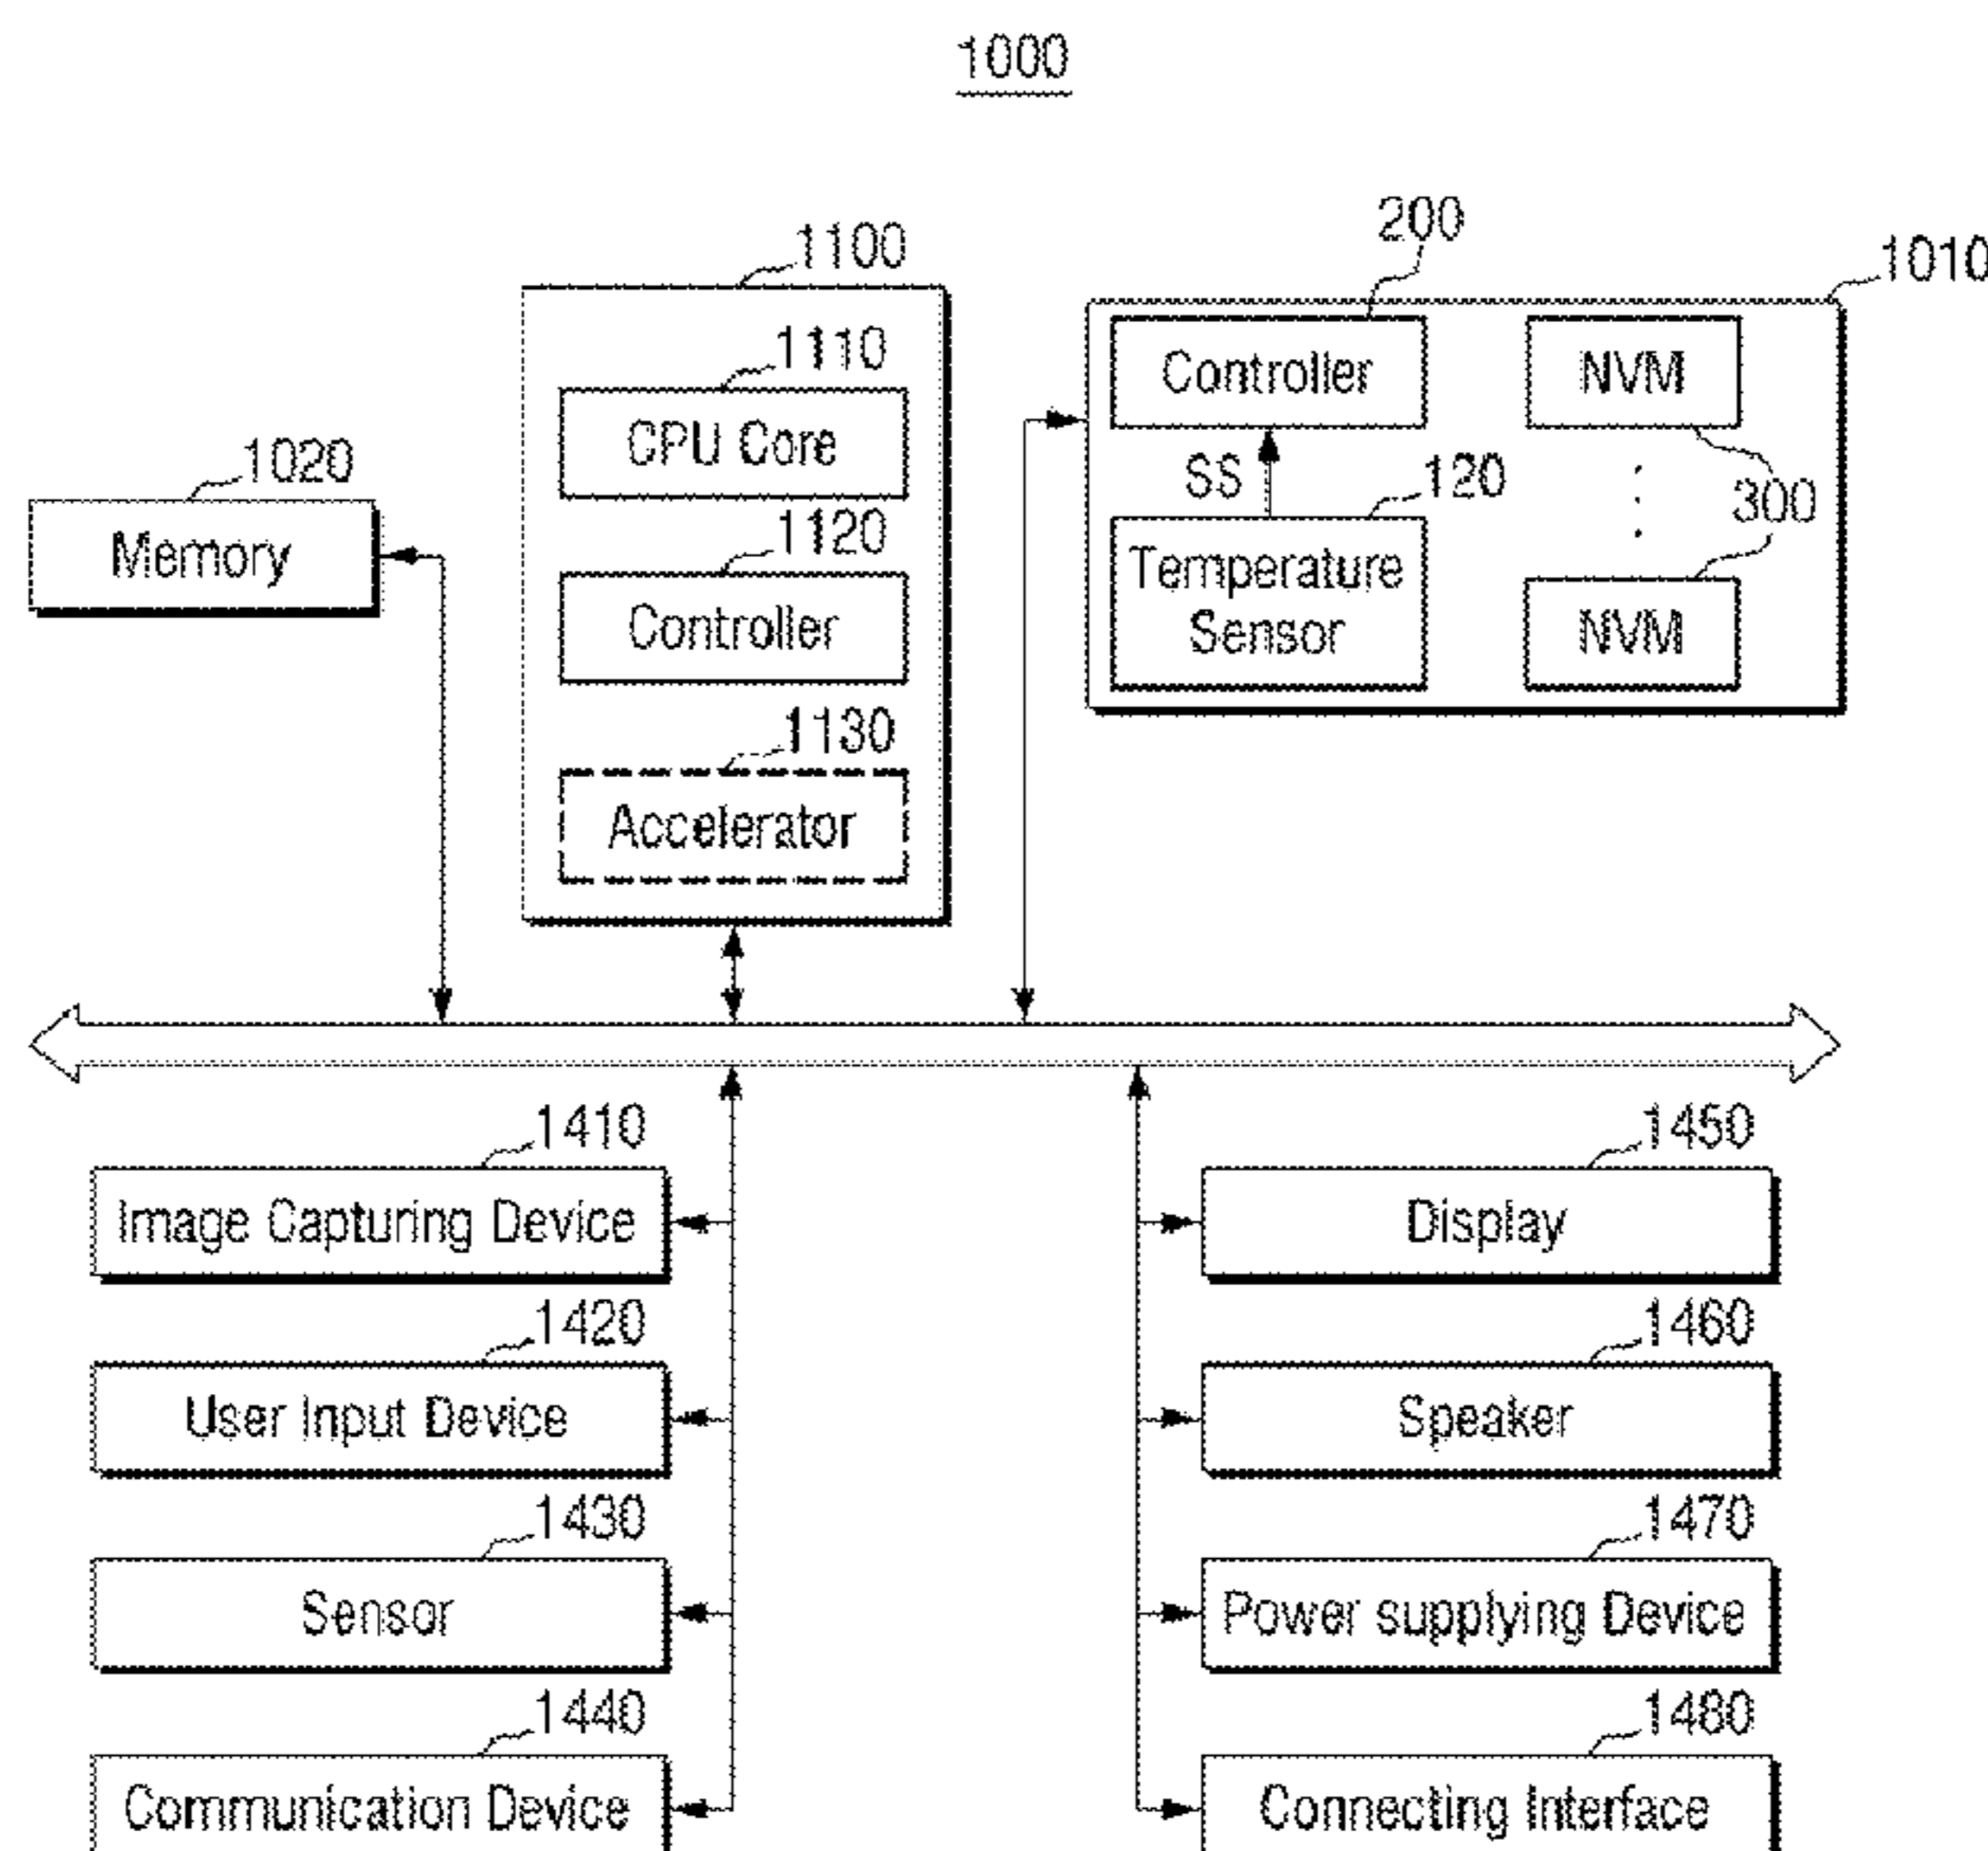 1000
200
1100
1010
1110
Controller
NVM
CPU Core
1020
SS
120
300
Memory
1120
Temperature
Sensor
NVM
Controller
1130
Accelerator
1410
1450
Image Capturing Device
Display
1420
1460
User Input Device
Speaker
1430
1470
Sensor
Power supplying Device
1440
1480
Communication Device
Connecting Interface